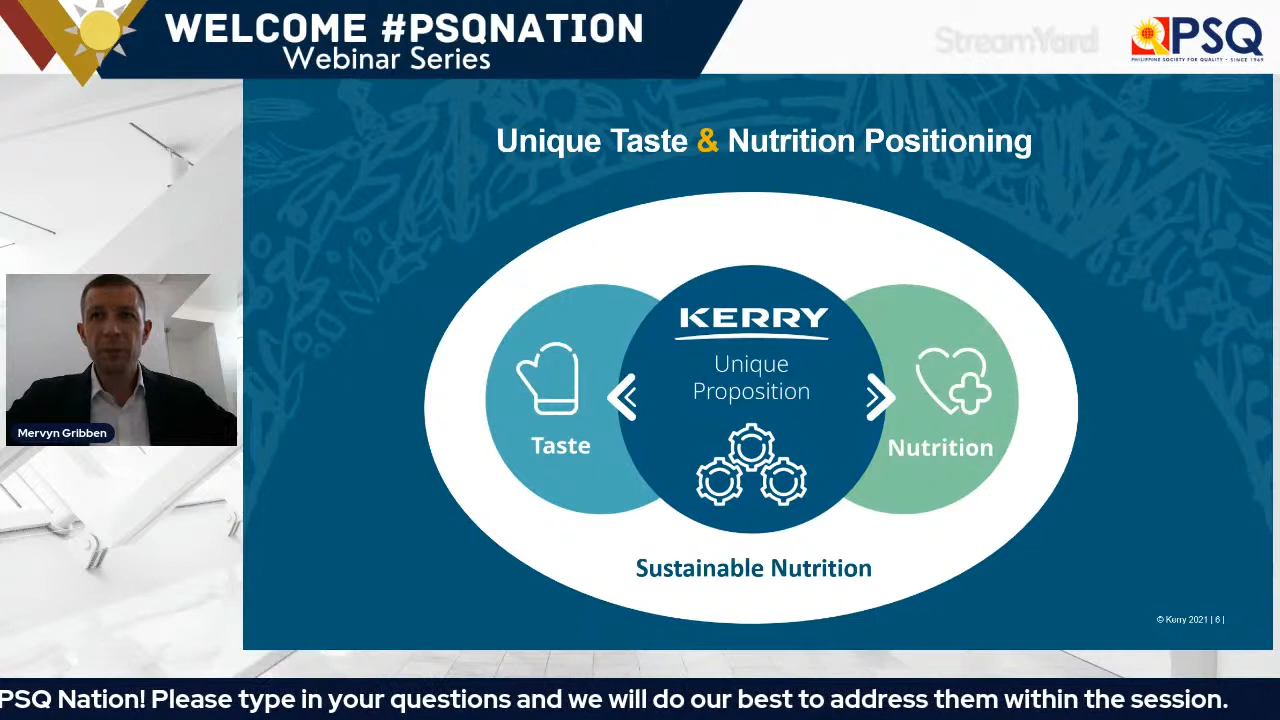 WELCOME #PSQNATION
Webinar Series
StreamYard
PSQ
PHILIPPINE SOCIETY FOR QUALITY • SINCE 1969
Unique Taste & Nutrition Positioning
KERRY
Unique
Proposition
Taste
Nutrition
Sustainable Nutrition
Mervyn Gribben
© Kerry 2021 | 6 |
PSQ Nation! Please type in your questions and we will do our best to address them within the session.